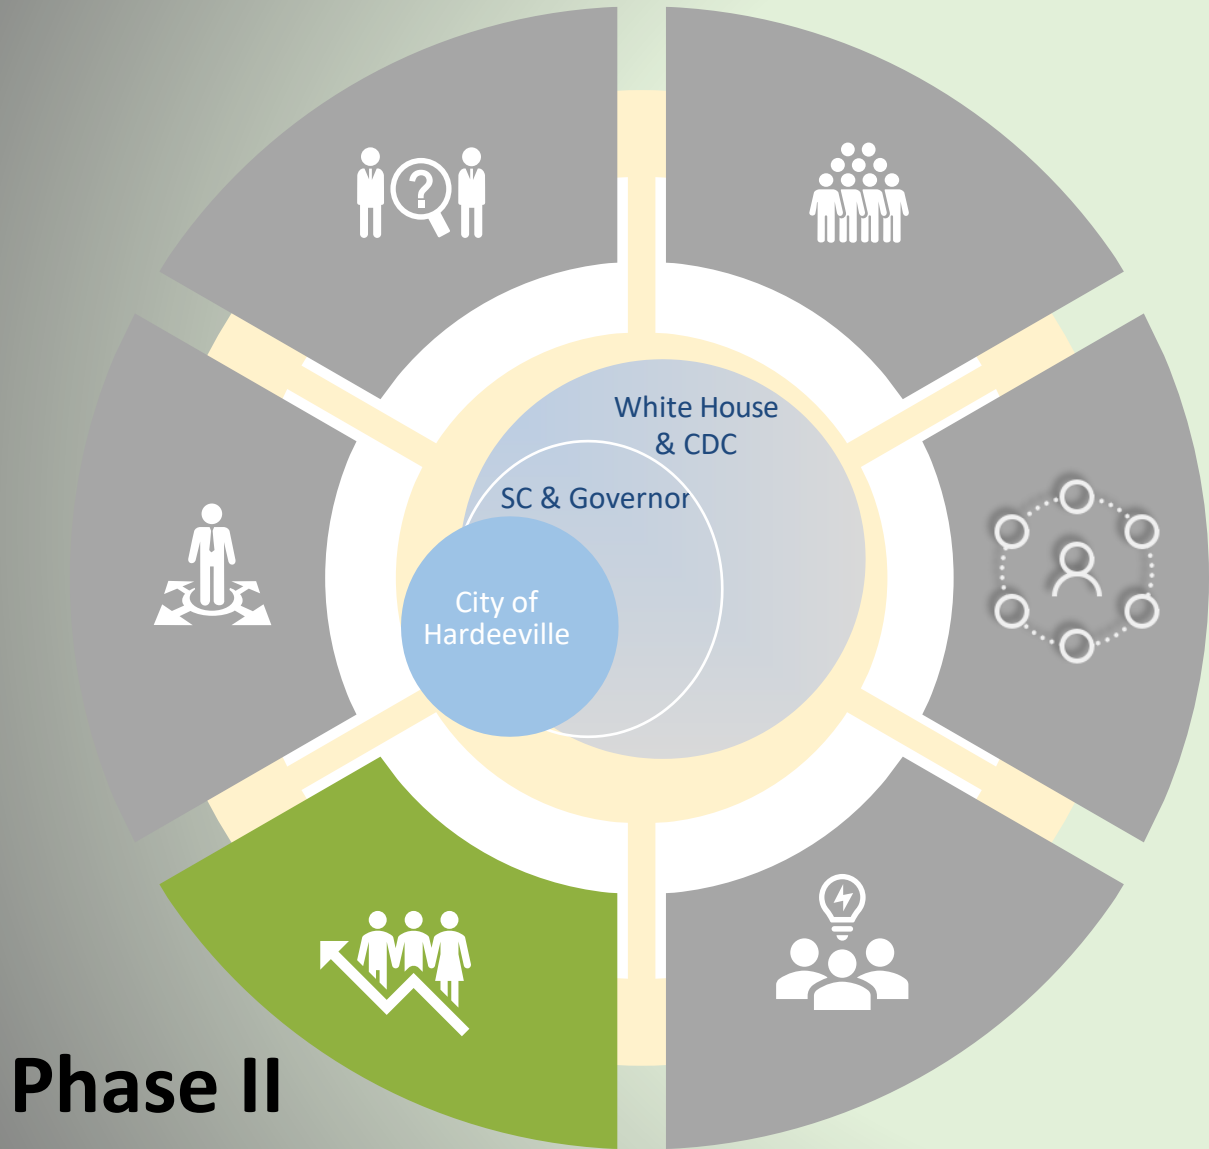 White House
& CDC
SC & Governor
City of
Hardeeville
?
Phase II